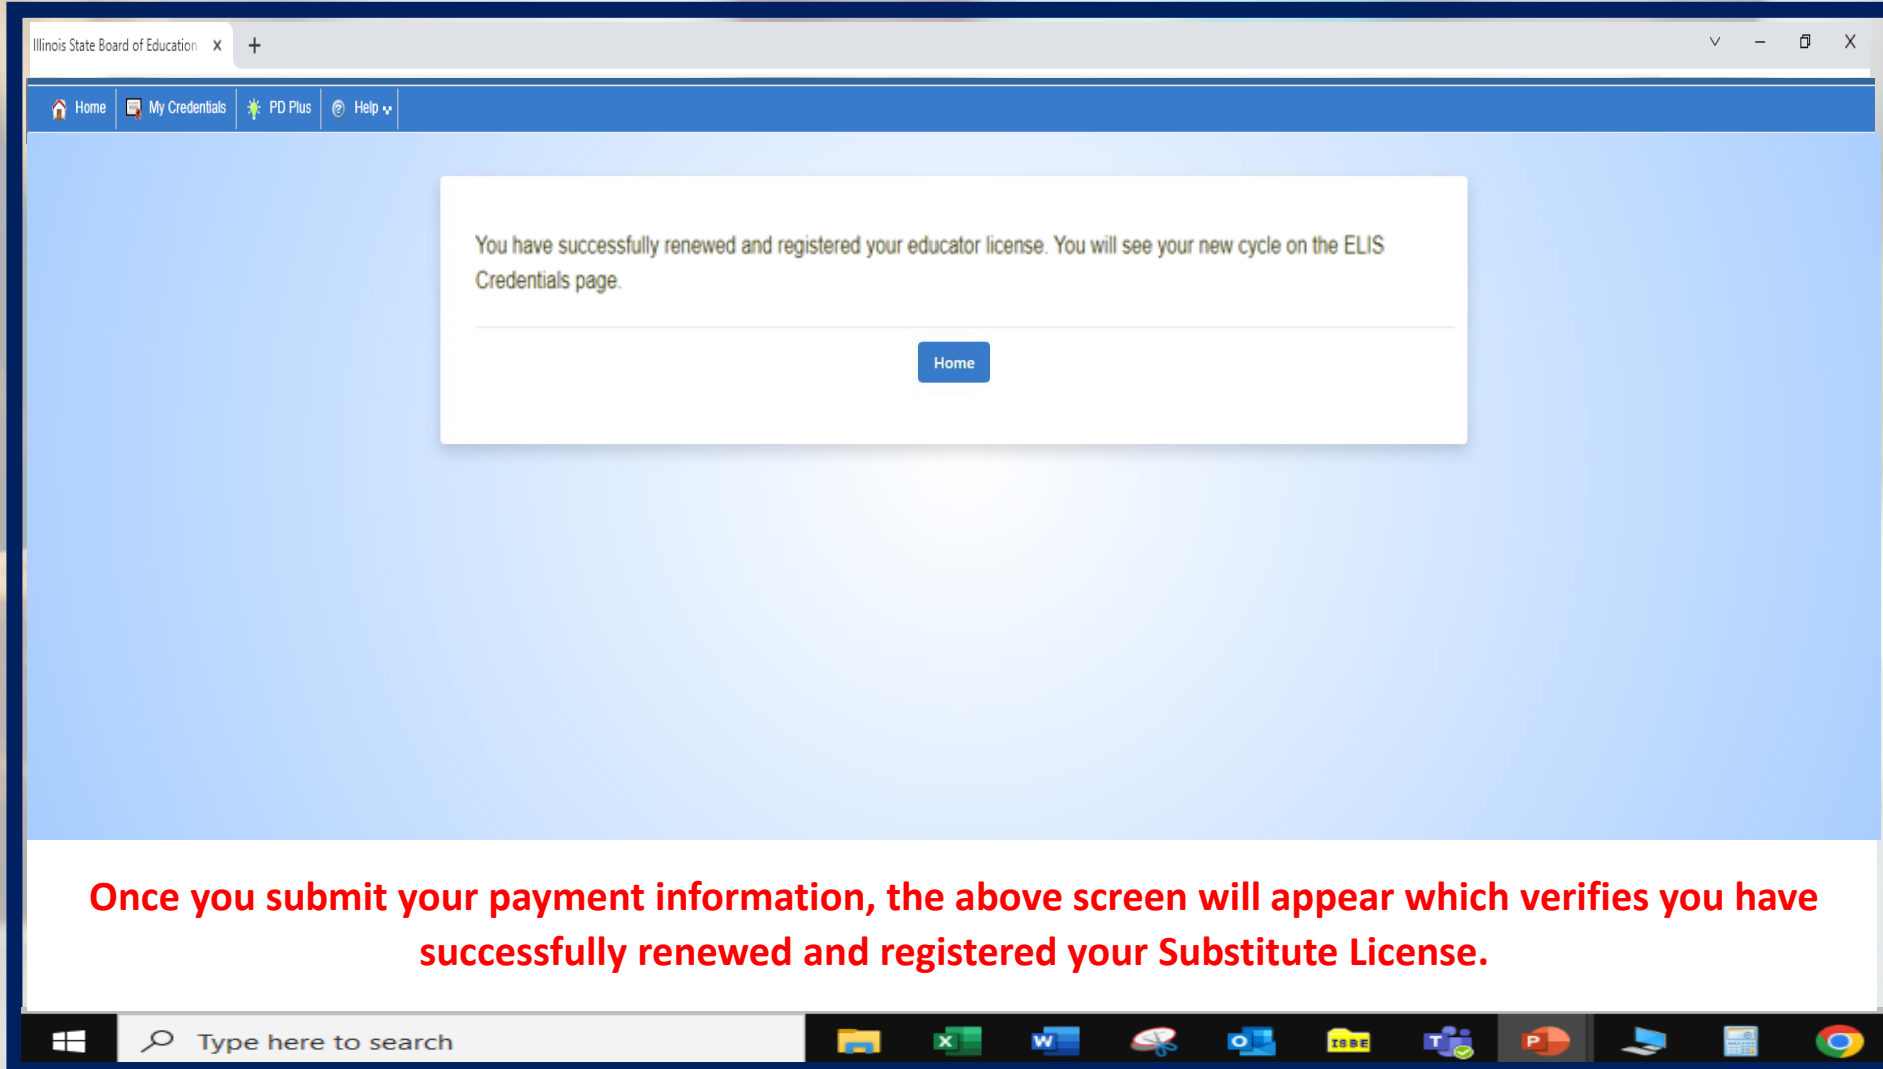 Illinois State Board of Education
Home My Credentials PD Plus Help
You have successfully renewed and registered your educator license. You will see your new cycle on the ELIS
Credentials page.
Home
Once you submit your payment information, the above screen will appear which verifies you have
successfully renewed and registered your Substitute License.
Type here to search
ISBE